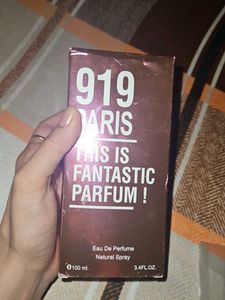 919
PARIS
THIS IS
FANTASTIC
PARFUM !
Eau De Perfume
Natural Spray
℮100 ml. 3.4FL.OZ.